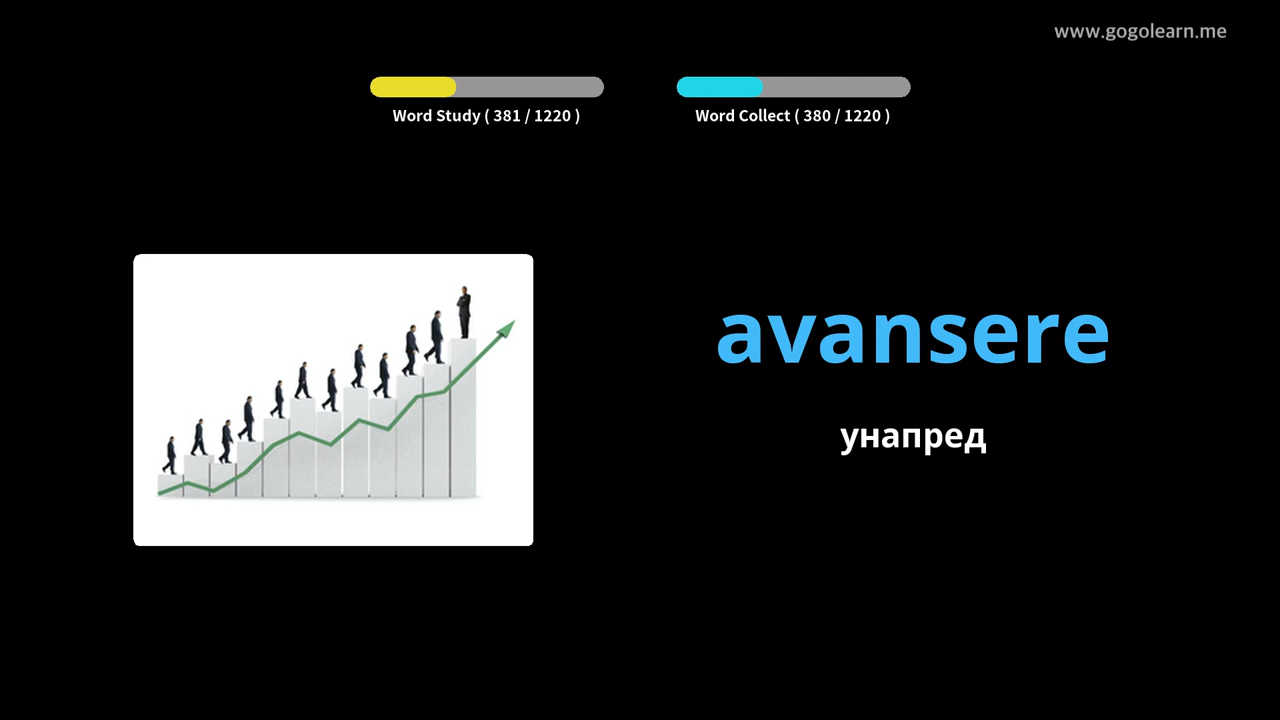 www.gogolearn.me
Word Study ( 381 / 1220 )
Word Collect ( 380 / 1220 )
avansere
унапред